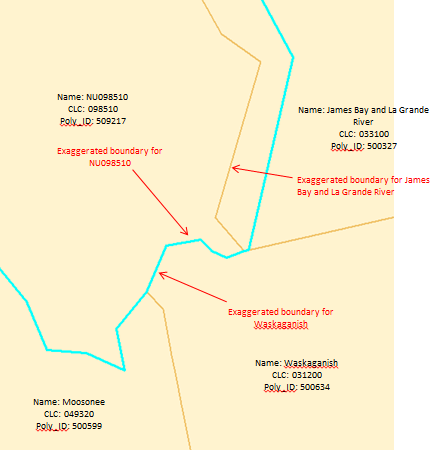 Name: NU098510
CLC: 098510
Poly_ID: 509217
Name: James Bay and La Grande
River
CLC: 033100
Poly_ID: 500327
Exaggerated boundary for
NU098510
Exaggerated boundary for James
Bay and La Grande River
Exaggerated boundary for
Waskaganish
Name: Waskaganish
CLC: 031200
Poly_ID: 500634
Name: Moosonee
CLC: 049320
Poly_ID: 500599